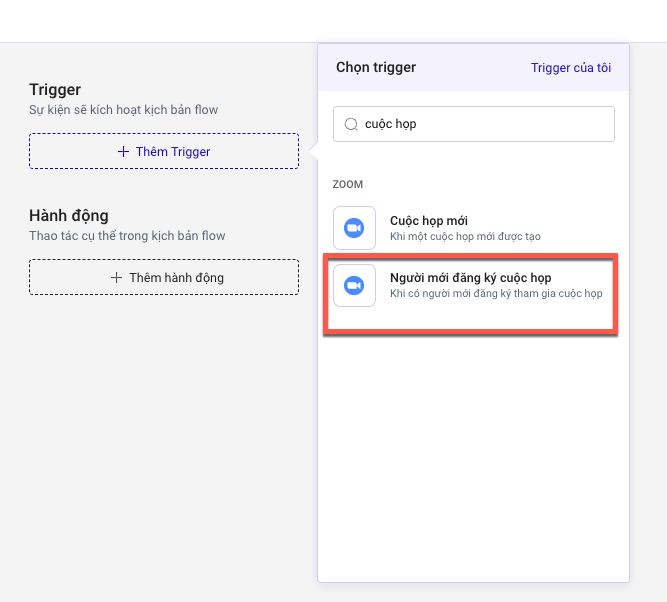 Trigger
Sự kiện sẽ kích hoạt kịch bản flow
Thêm Trigger
Hành động
Thao tác cụ thể trong kịch bản flow
Thêm hành động
Chọn trigger
Trigger của tôi
cuộc họp
ZOOM
Cuộc họp mới
Khi một cuộc họp mới được tạo
Người mới đăng ký cuộc họp
Khi có người mới đăng ký tham gia cuộc họp